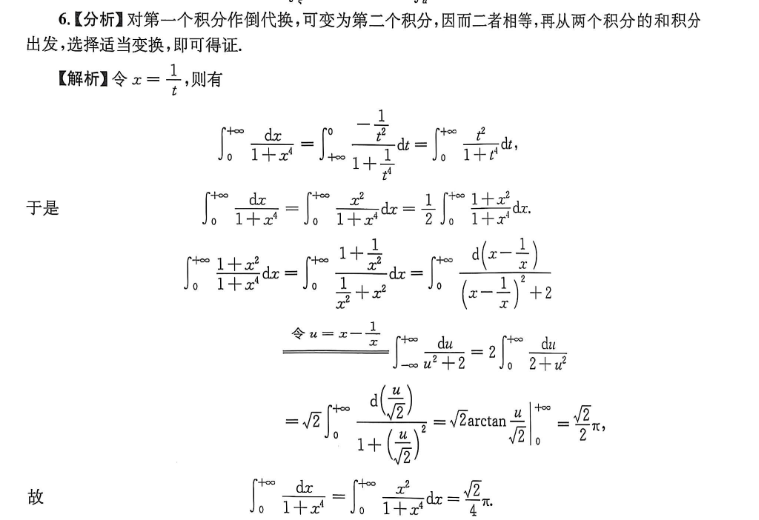 6.【分析】对第一个积分作倒代换,可变为第二个积分,因而二者相等,再从两个积分的和积分
出发,选择适当变换,即可得证.
【解析】令 $x=\frac{1}{t}$,则有
$\int_0^{+\infty}\frac{dx}{1+x^4}=\int_{+\infty}^{0}\frac{-\frac{1}{t^2}}{1+\frac{1}{t^4}}dt=\int_0^{+\infty}\frac{t^2}{1+t^4}dt,$
于是 $\int_0^{+\infty}\frac{dx}{1+x^4}=\int_0^{+\infty}\frac{x^2}{1+x^4}dx=\frac{1}{2}\int_0^{+\infty}\frac{1+x^2}{1+x^4}dx.$
$\int_0^{+\infty}\frac{1+x^2}{1+x^4}dx=\int_0^{+\infty}\frac{1+\frac{1}{x^2}}{\frac{1}{x^2}+x^2}dx=\int_0^{+\infty}\frac{d\left(x-\frac{1}{x}\right)}{\left(x-\frac{1}{x}\right)^2+2}$
$\xlongequal{令 u=x-\frac{1}{x}}\int_{-\infty}^{+\infty}\frac{du}{u^2+2}=2\int_0^{+\infty}\frac{du}{2+u^2}$
$=\sqrt{2}\int_0^{+\infty}\frac{d\left(\frac{u}{\sqrt{2}}\right)}{1+\left(\frac{u}{\sqrt{2}}\right)^2}=\sqrt{2}\arctan\frac{u}{\sqrt{2}}\Big|_0^{+\infty}=\frac{\sqrt{2}}{2}\pi,$
故 $\int_0^{+\infty}\frac{dx}{1+x^4}=\int_0^{+\infty}\frac{x^2}{1+x^4}dx=\frac{\sqrt{2}}{4}\pi.$